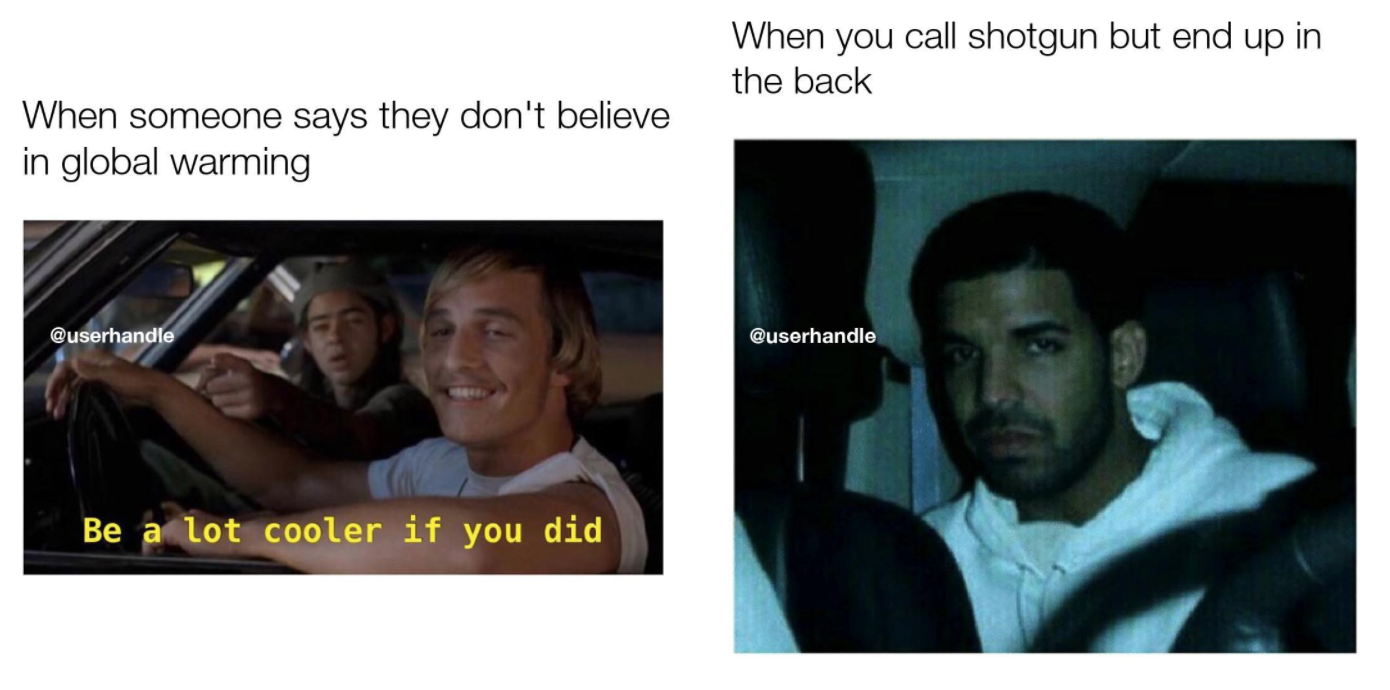 When someone says they don't believe
in global warming
@userhandle
Be a lot cooler if you did
When you call shotgun but end up in
the back
@userhandle